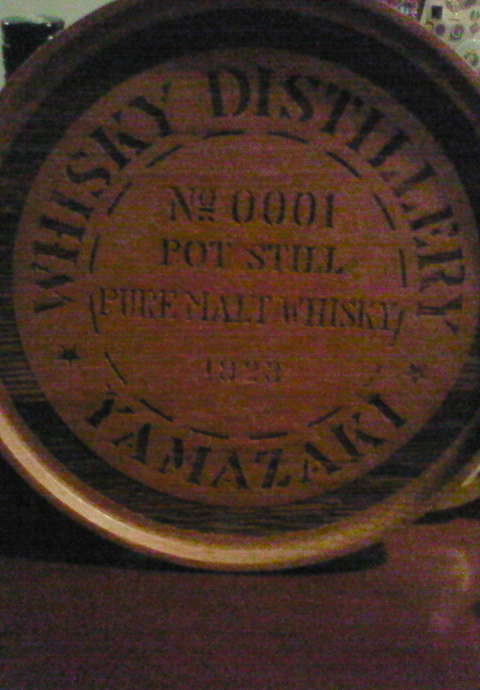 WHISKY DISTILLERY
Nº 0001
POT STILL
(PURE MALT WHISKY)
1923
YAMAZAKI